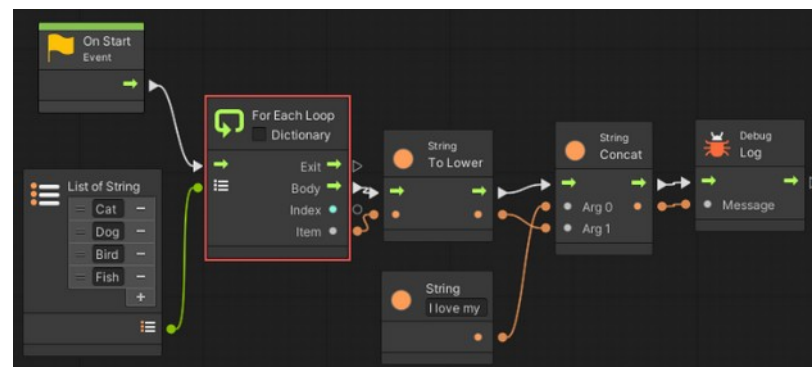 On Start
Event
For Each Loop
Dictionary
Exit
Body
Index
Item
List of String
Cat
Dog
Bird
Fish
String
To Lower
String
I love my
String
Concat
Arg 0
Arg 1
Debug
Log
Message